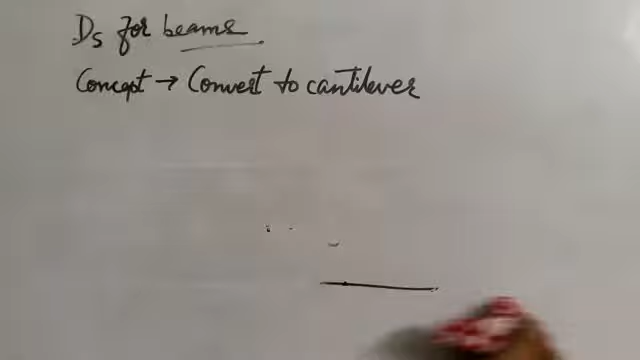 Ds for beams
Concept → Convert to cantilever